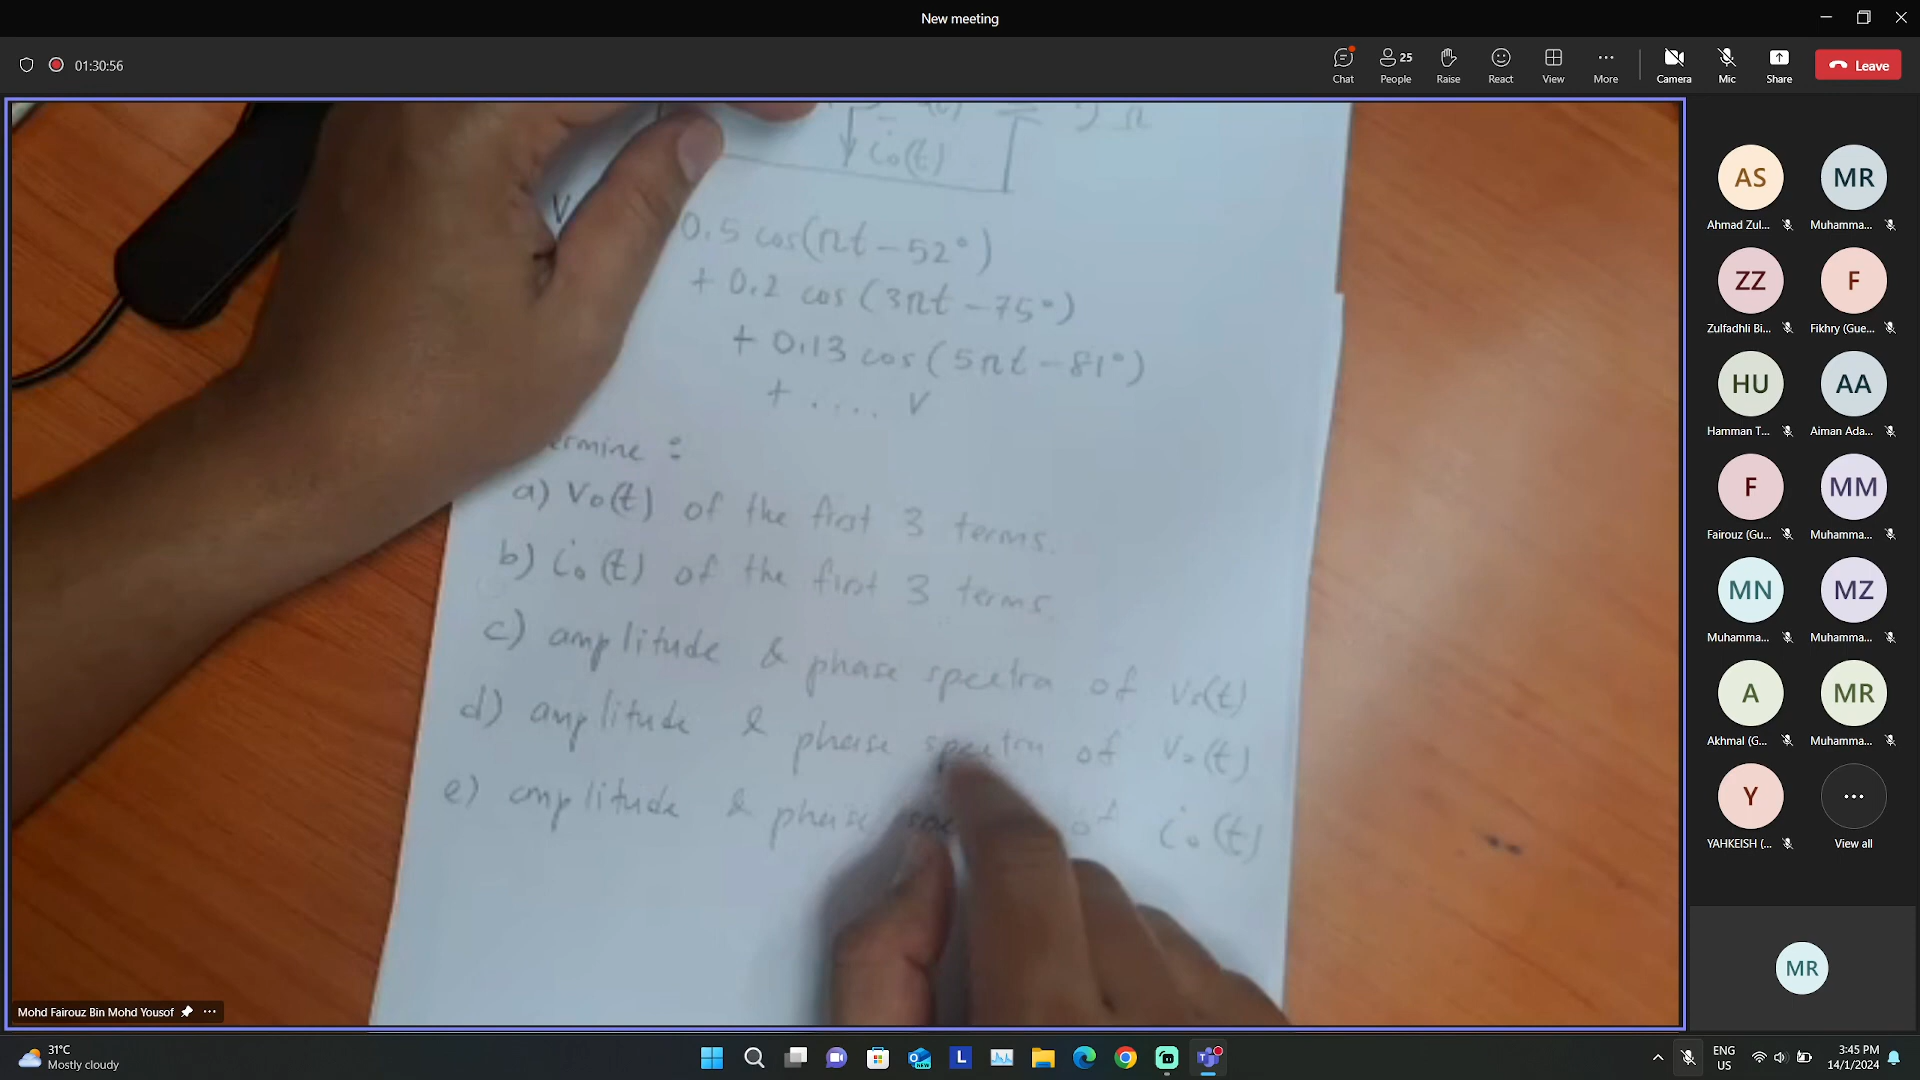 New meeting
01:30:56
Chat
25
People
Raise
React
View
More
Camera
Mic
Share
Leave
i₀(t)
Ω
V
0.5 cos(πt - 52°)
+ 0.2 cos (3πt - 75°)
+ 0.13 cos (5πt - 81°)
+ .... V
ermine :
a) V₀(t) of the first 3 terms.
b) i₀(t) of the first 3 terms.
c) amplitude & phase spectra of (t)
d) amplitude & phase spectra of V₀(t)
e) amplitude & phase of i₀(t)
Mohd Fairouz Bin Mohd Yousof
AS
Ahmad Zul...
MR
Muhamma...
ZZ
Zulfadhli Bi...
F
Fikhry (Gue...
HU
Hamman T...
AA
Aiman Ada...
F
Fairouz (Gu...
MM
Muhamma...
MN
Muhamma...
MZ
Muhamma...
A
Akhmal (G...
MR
Muhamma...
Y
YAHKEISH (...
View all
MR
31°C
Mostly cloudy
NEW
L
ENG
US
3:45 PM
14/1/2024